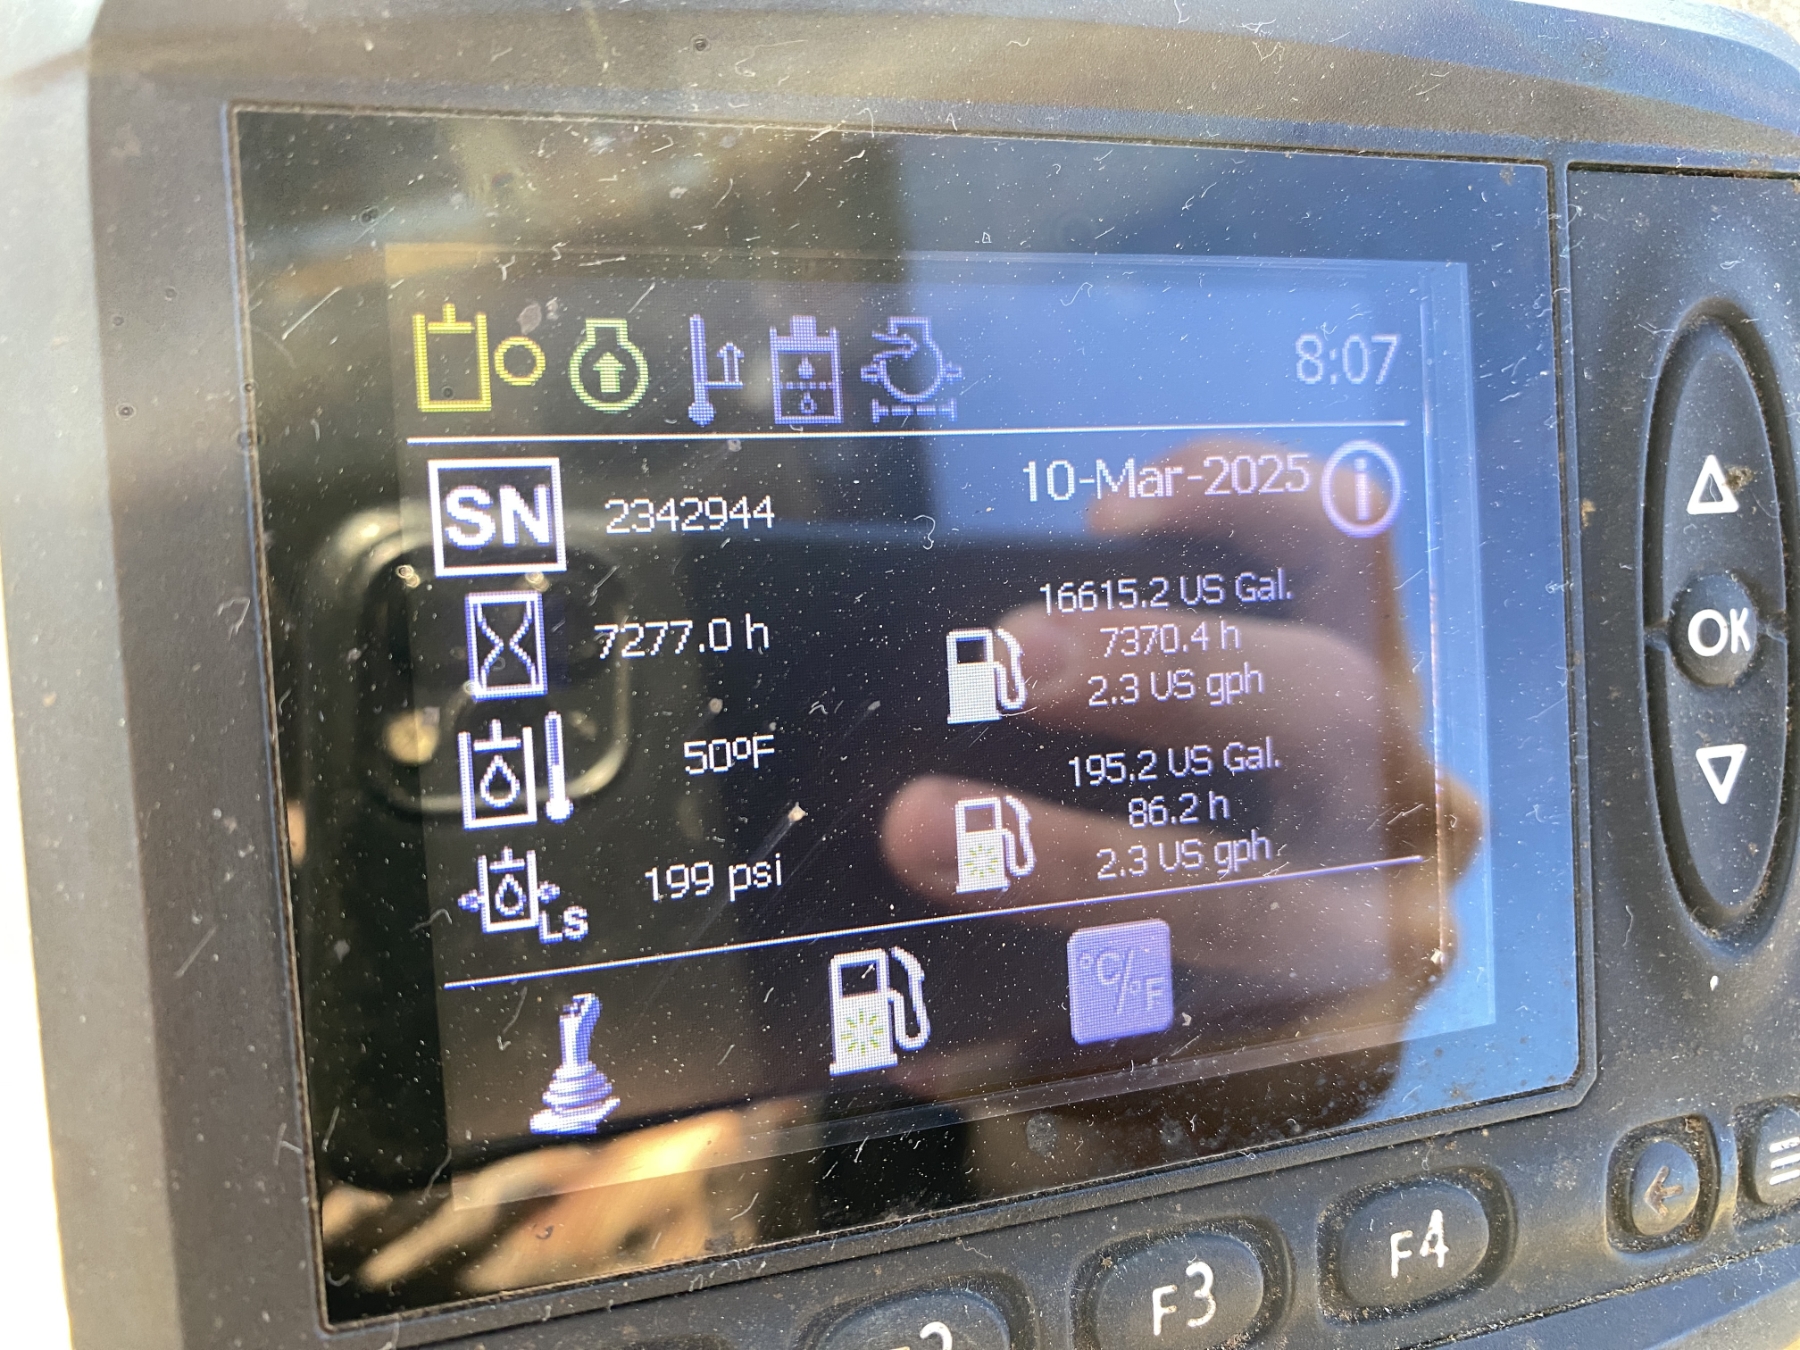 8:07
SN 2342944
10-Mar-2025 i
16615.2 US Gal.
7277.0 h
7370.4 h
2.3 US gph
50ºF
195.2 US Gal.
86.2 h
2.3 US gph
199 psi
LS
°C/°F
OK
F3
F4